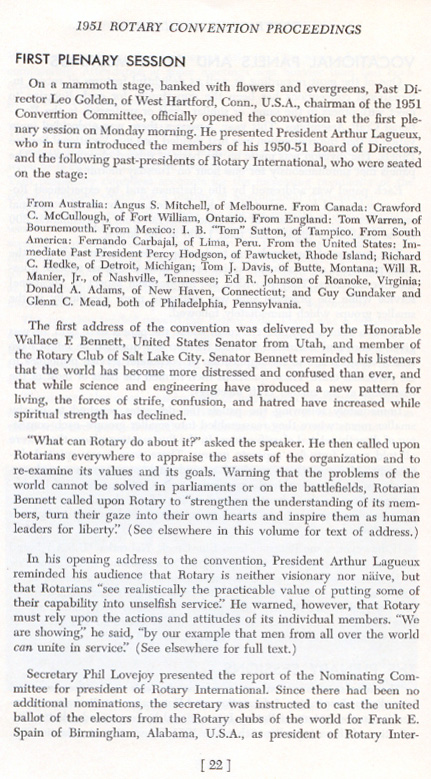 1951 ROTARY CONVENTION PROCEEDINGS
FIRST PLENARY SESSION
On a mammoth stage, banked with flowers and evergreens, Past Di-
rector Leo Golden, of West Hartford, Conn., U.S.A., chairman of the 1951
Convention Committee, officially opened the convention at the first ple-
nary session on Monday morning. He presented President Arthur Lagueux,
who in turn introduced the members of his 1950-51 Board of Directors,
and the following past-presidents of Rotary International, who were seated
on the stage:
From Australia: Angus S. Mitchell, of Melbourne. From Canada: Crawford
C. McCullough, of Fort William, Ontario. From England: Tom Warren, of
Bournemouth. From Mexico: I. B. "Tom" Sutton, of Tampico. From South
America: Fernando Carbajal, of Lima, Peru. From the United States: Im-
mediate Past President Percy Hodgson, of Pawtucket, Rhode Island; Richard
C. Hedke, of Detroit, Michigan; Tom J. Davis, of Butte, Montana; Will R.
Manier, Jr., of Nashville, Tennessee; Ed R. Johnson of Roanoke, Virginia;
Donald A. Adams, of New Haven, Connecticut; and Guy Gundaker and
Glenn C. Mead, both of Philadelphia, Pennsylvania.
The first address of the convention was delivered by the Honorable
Wallace F. Bennett, United States Senator from Utah, and member of
the Rotary Club of Salt Lake City. Senator Bennett reminded his listeners
that the world has become more distressed and confused than ever, and
that while science and engineering have produced a new pattern for
living, the forces of strife, confusion, and hatred have increased while
spiritual strength has declined.
"What can Rotary do about it?" asked the speaker. He then called upon
Rotarians everywhere to appraise the assets of the organization and to
re-examine its values and its goals. Warning that the problems of the
world cannot be solved in parliaments or on the battlefields, Rotarian
Bennett called upon Rotary to "strengthen the understanding of its mem-
bers, turn their gaze into their own hearts and inspire them as human
leaders for liberty." (See elsewhere in this volume for text of address.)
In his opening address to the convention, President Arthur Lagueux
reminded his audience that Rotary is neither visionary nor näive, but
that Rotarians "see realistically the practicable value of putting some of
their capability into unselfish service." He warned, however, that Rotary
must rely upon the actions and attitudes of its individual members. "We
are showing," he said, "by our example that men from all over the world
can unite in service." (See elsewhere for full text.)
Secretary Phil Lovejoy presented the report of the Nominating Com-
mittee for president of Rotary International. Since there had been no
additional nominations, the secretary was instructed to cast the united
ballot of the electors from the Rotary clubs of the world for Frank E.
Spain of Birmingham, Alabama, U.S.A., as president of Rotary Inter-
[ 22 ]